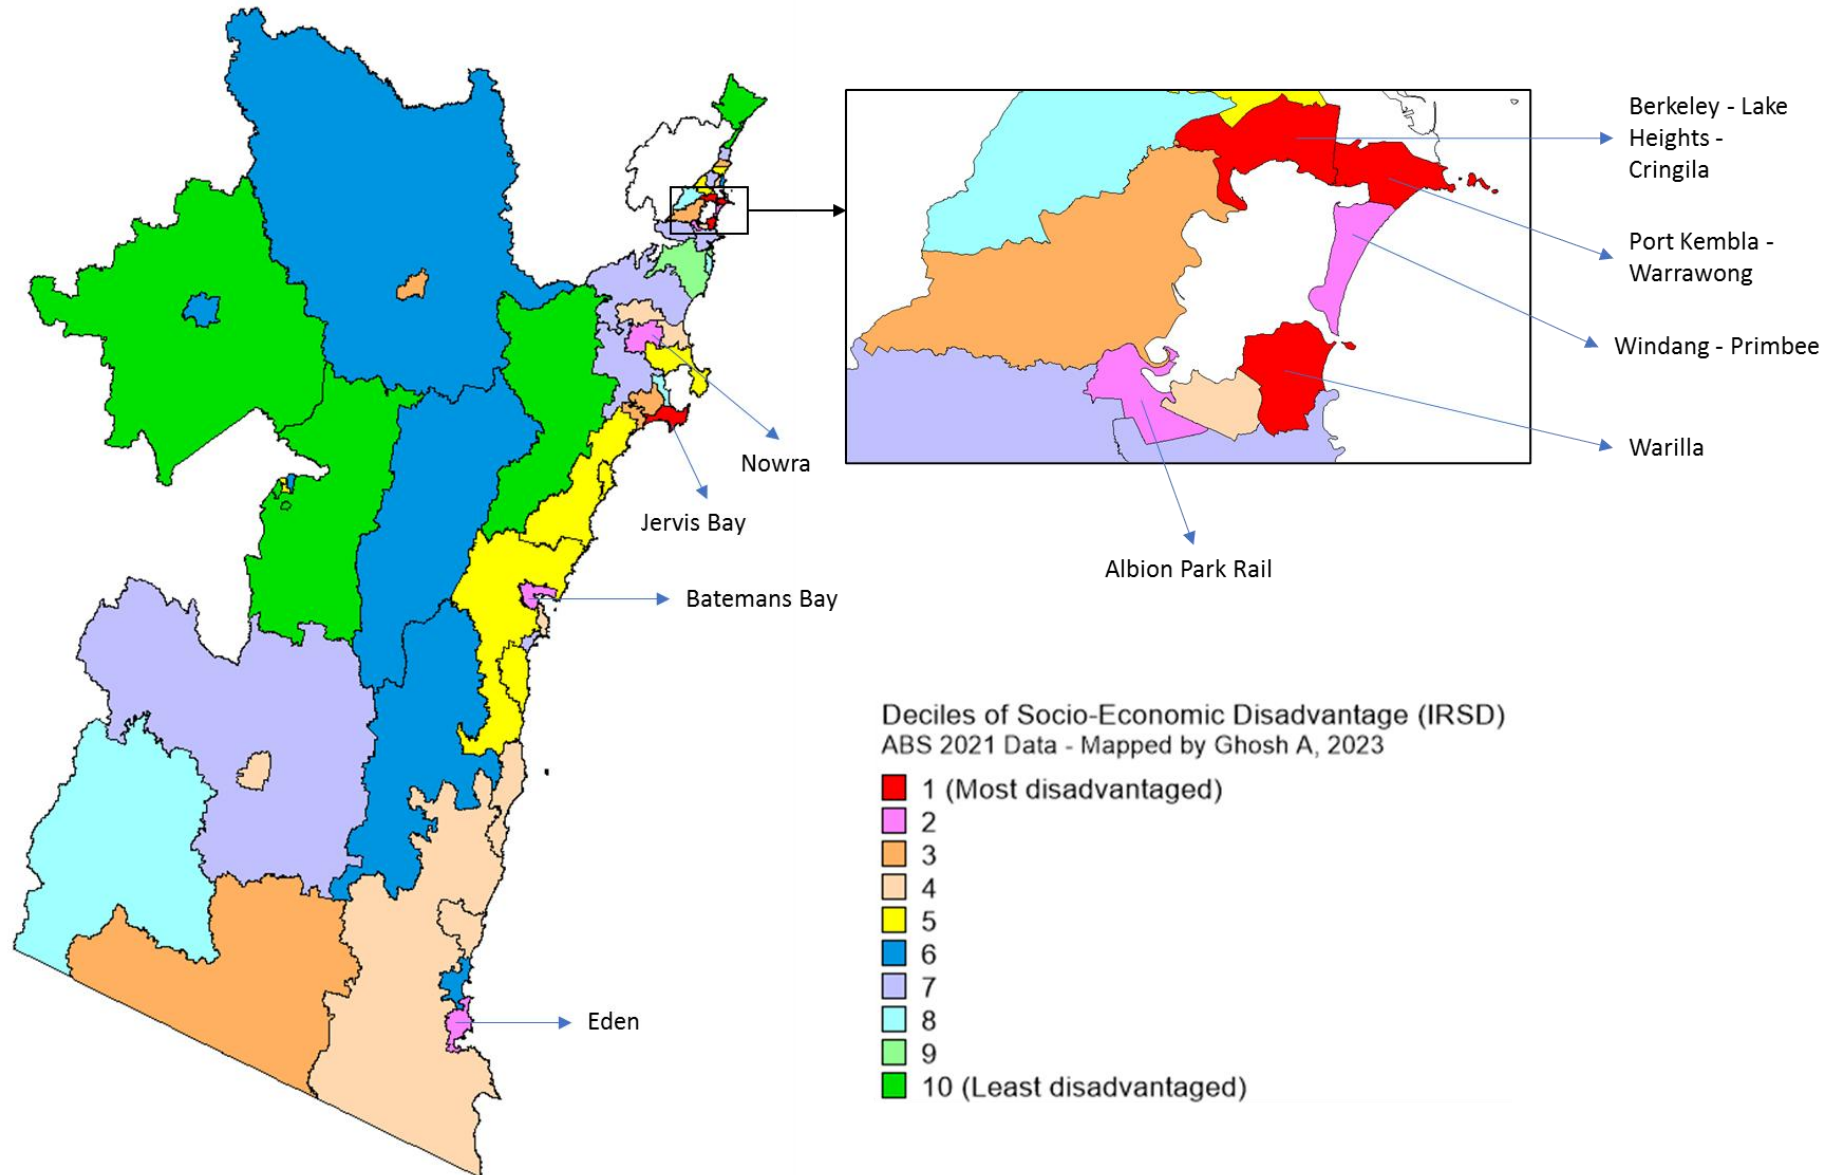 Berkeley - Lake
Heights -
Cringila
Port Kembla -
Warrawong
Windang - Primbee
Warilla
Albion Park Rail
Nowra
Jervis Bay
Batemans Bay
Eden
Deciles of Socio-Economic Disadvantage (IRSD)
ABS 2021 Data - Mapped by Ghosh A, 2023
1 (Most disadvantaged)
2
3
4
5
6
7
8
9
10 (Least disadvantaged)